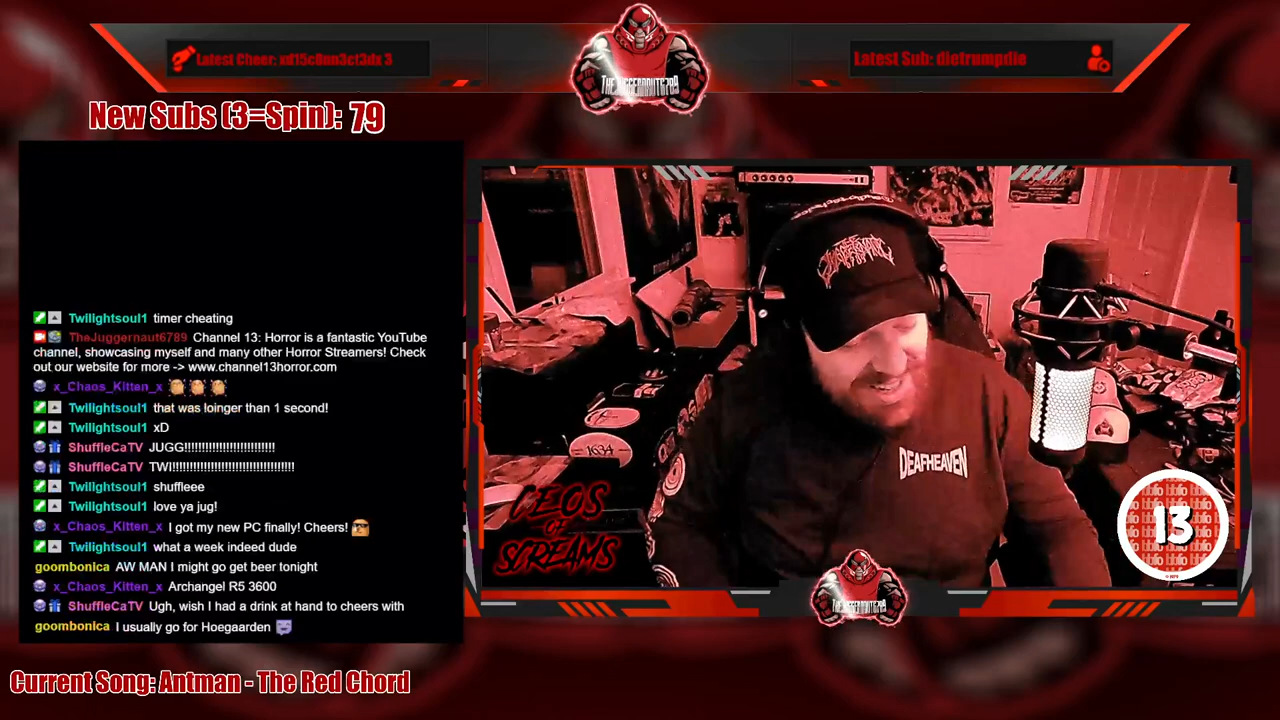 Latest Cheer: xd15c0nn3ct3dx 3
THEJUGGERNAUT6789
Latest Sub: dietrumpdie
New Subs (3=Spin): 79
Twilightsoul1 timer cheating
TheJuggernaut6789 Channel 13: Horror is a fantastic YouTube
channel, showcasing myself and many other Horror Streamers! Check
out our website for more -> www.channel13horror.com
x_Chaos_Kitten_x
Twilightsoul1 that was loinger than 1 second!
Twilightsoul1 xD
ShuffleCaTV JUGG!!!!!!!!!!!!!!!!!!!!!!!!!!
ShuffleCaTV TWI!!!!!!!!!!!!!!!!!!!!!!!!!!!!!!!!!!!
Twilightsoul1 shuffleee
Twilightsoul1 love ya jug!
x_Chaos_Kitten_x I got my new PC finally! Cheers!
Twilightsoul1 what a week indeed dude
goombonica AW MAN I might go get beer tonight
x_Chaos_Kitten_x Archangel R5 3600
ShuffleCaTV Ugh, wish I had a drink at hand to cheers with
goombonica I usually go for Hoegaarden
DEAFHEAVEN
1634
CEOS
OF
SCREAMS
13
THEJUGGERNAUT6789
Current Song: Antman - The Red Chord